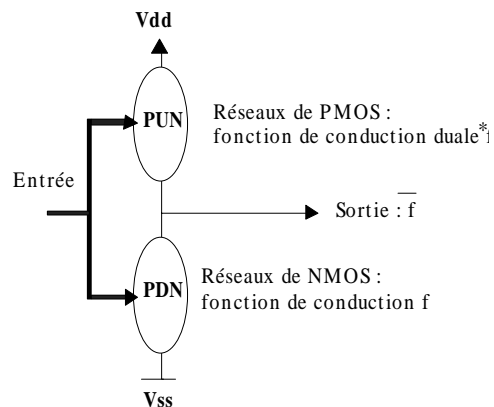 Vdd
PUN
Réseaux de PMOS :
fonction de conduction duale*f
Entrée
Sortie : f
PDN
Réseaux de NMOS :
fonction de conduction f
Vss